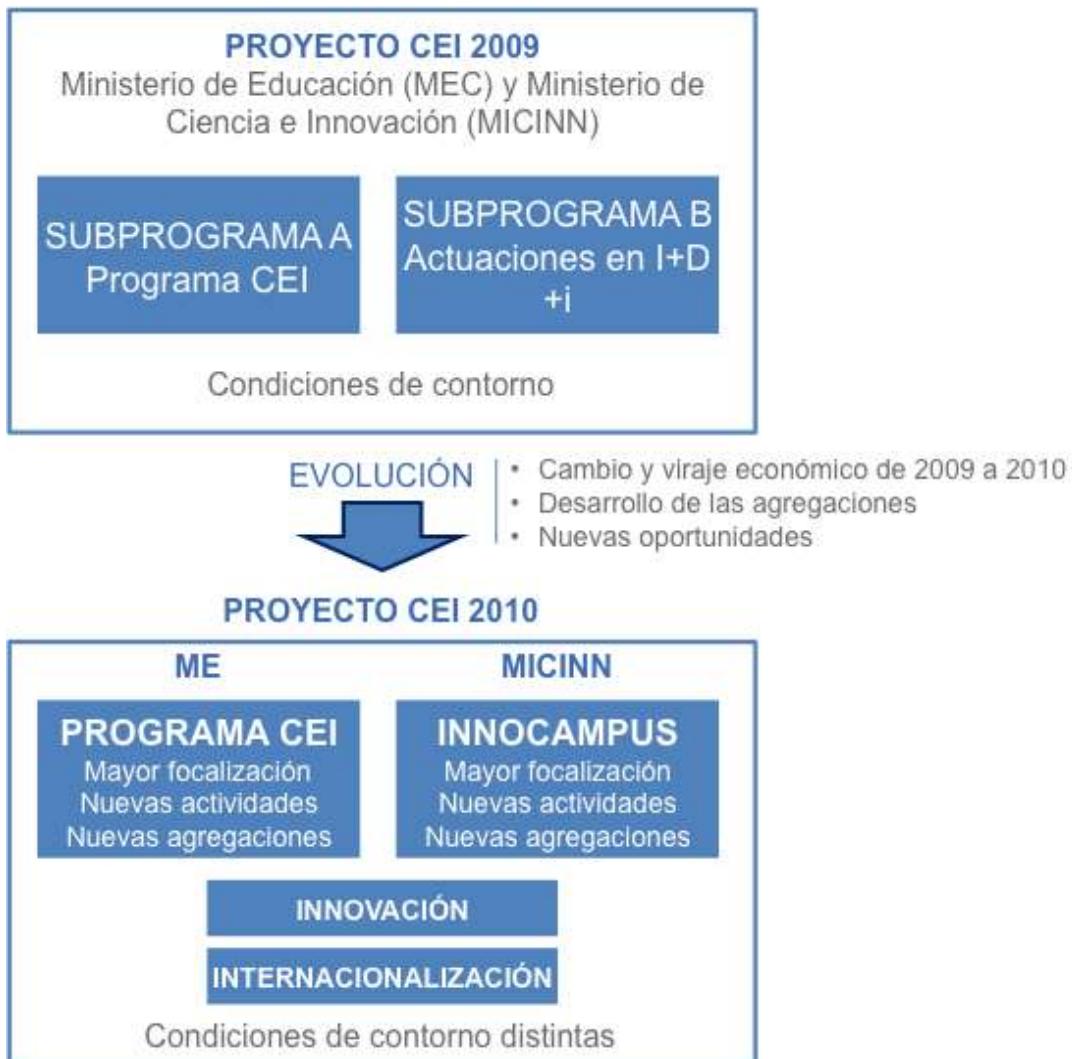 PROYECTO CEI 2009
Ministerio de Educación (MEC) y Ministerio de
Ciencia e Innovación (MICINN)
SUBPROGRAMA A
Programa CEI
SUBPROGRAMA B
Actuaciones en I+D
+i
Condiciones de contorno
EVOLUCIÓN
• Cambio y viraje económico de 2009 a 2010
• Desarrollo de las agregaciones
• Nuevas oportunidades
PROYECTO CEI 2010
ME
PROGRAMA CEI
Mayor focalización
Nuevas actividades
Nuevas agregaciones
MICINN
INNOCAMPUS
Mayor focalización
Nuevas actividades
Nuevas agregaciones
INNOVACIÓN
INTERNACIONALIZACIÓN
Condiciones de contorno distintas